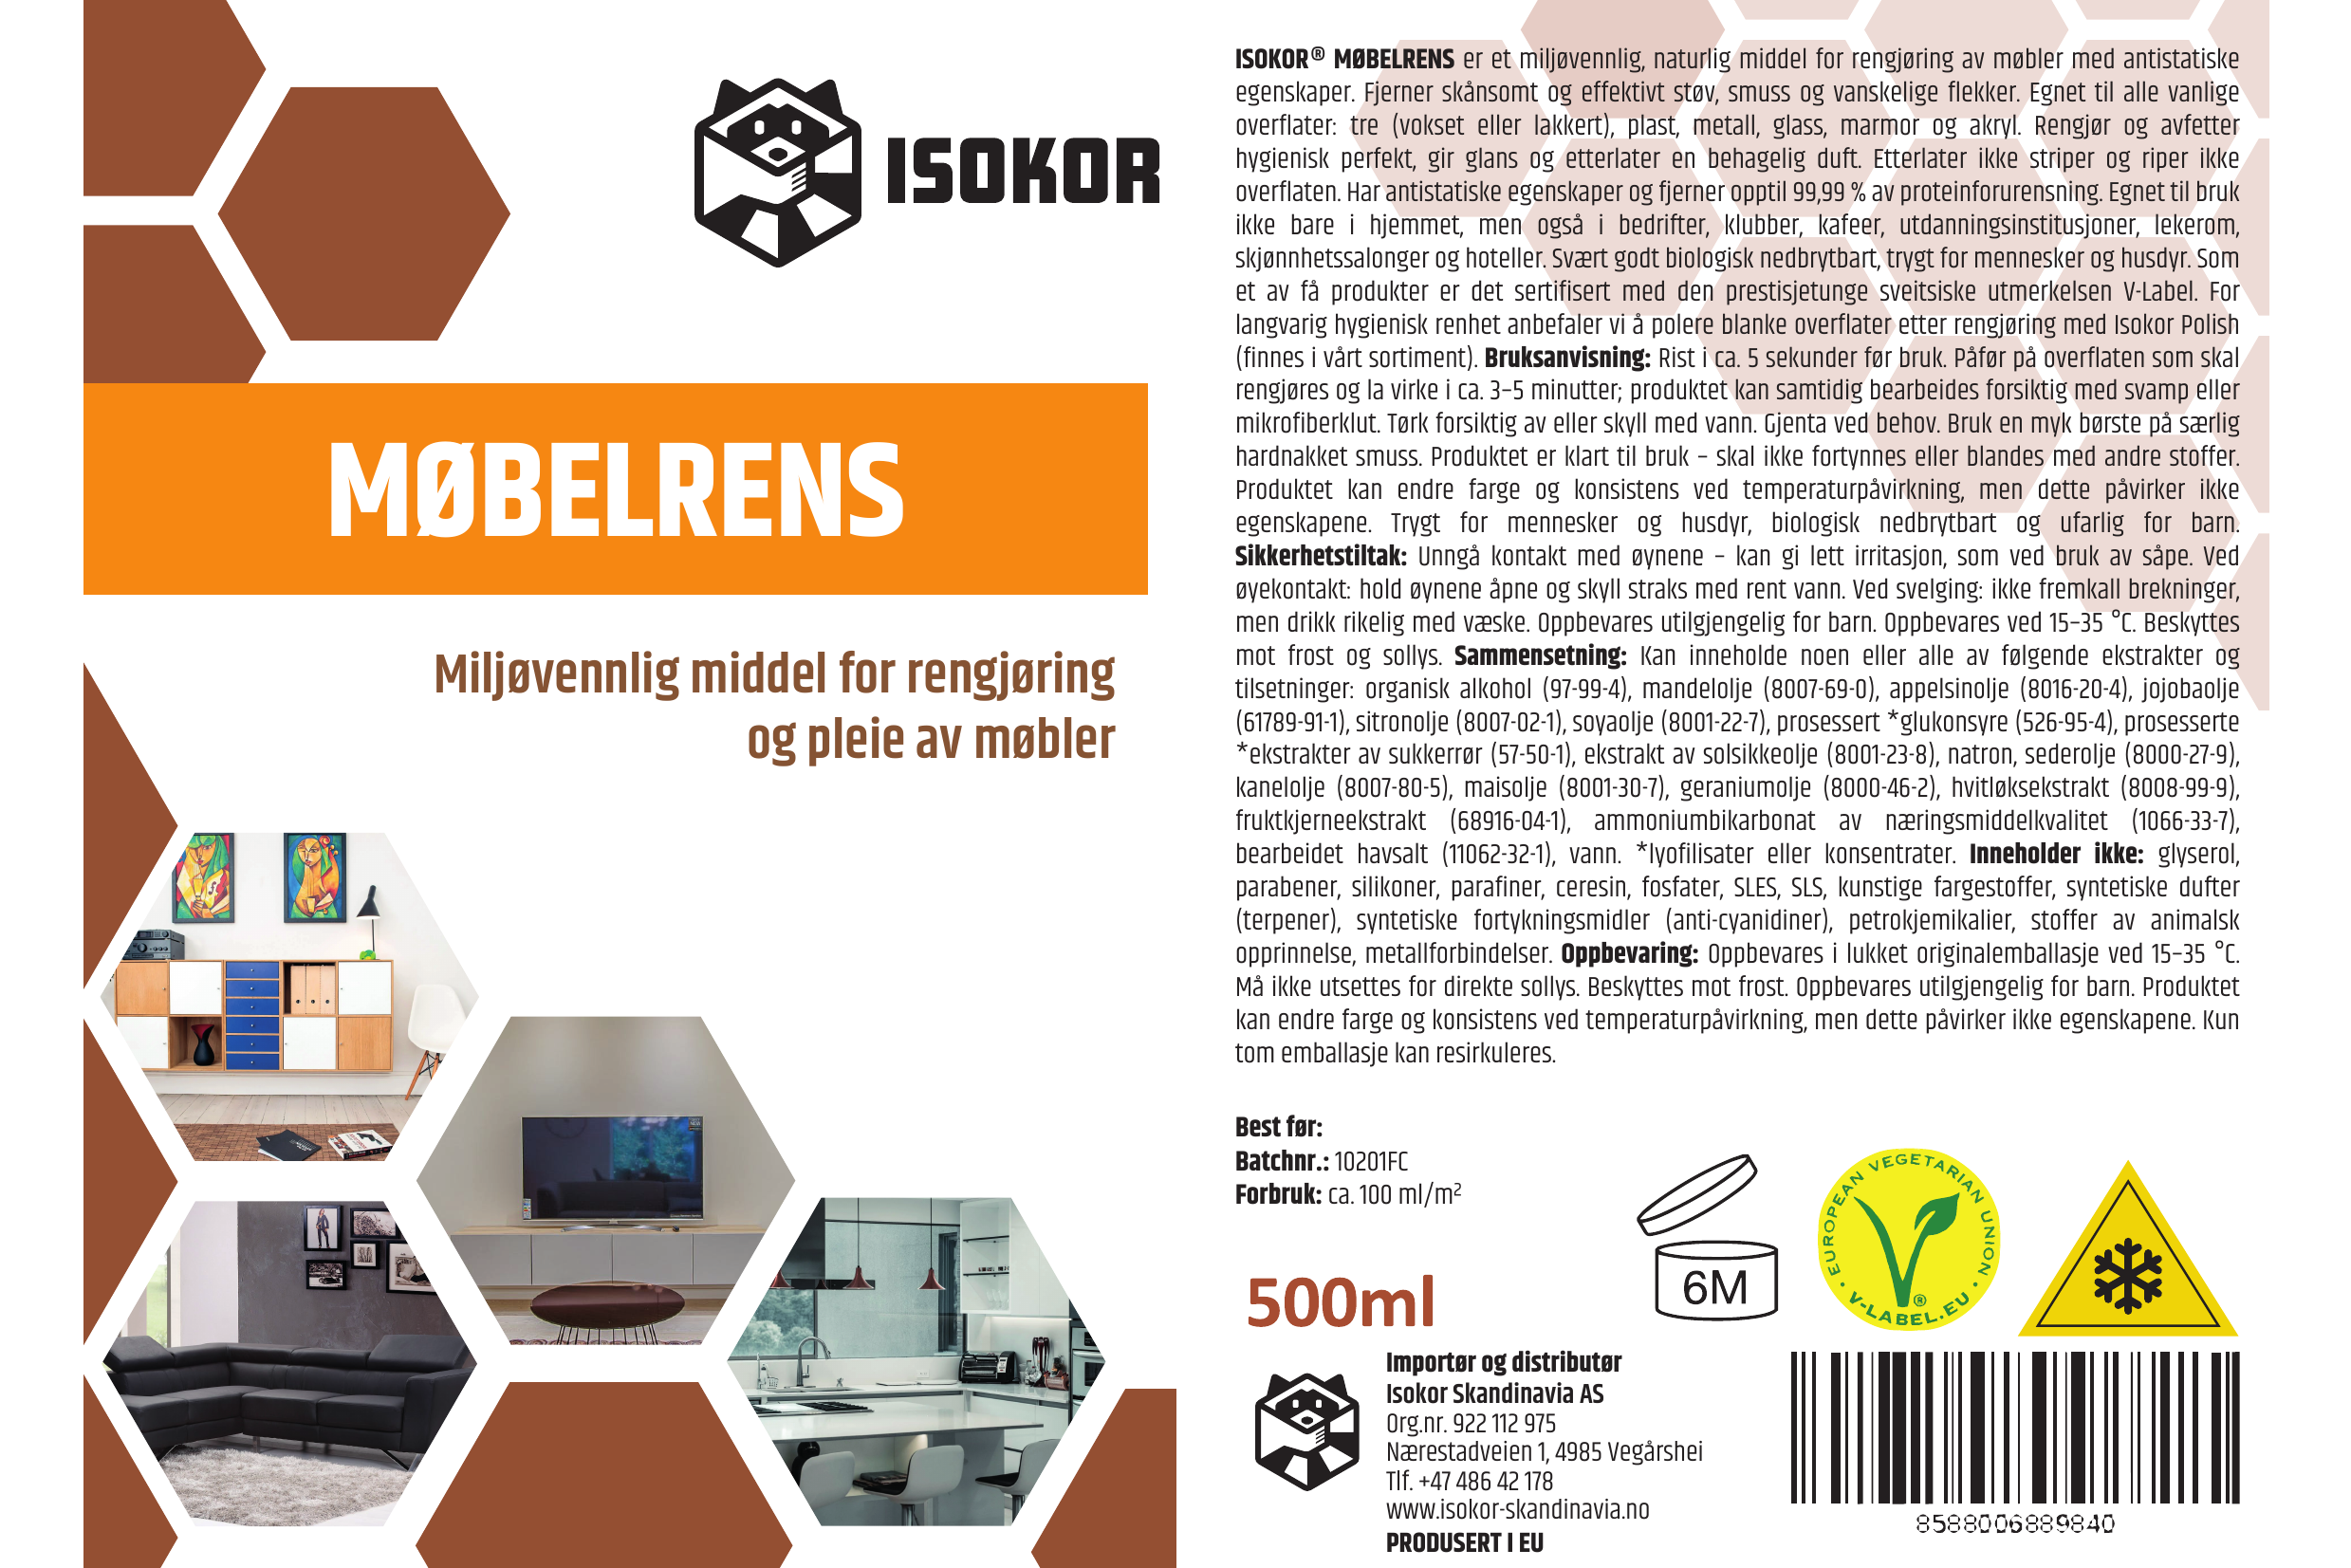 ISOKOR
MØBELRENS
Miljøvennlig middel for rengjøring
og pleie av møbler
ISOKOR® MØBELRENS er et miljøvennlig, naturlig middel for rengjøring av møbler med antistatiske
egenskaper. Fjerner skånsomt og effektivt støv, smuss og vanskelige flekker. Egnet til alle vanlige
overflater: tre (vokset eller lakkert), plast, metall, glass, marmor og akryl. Rengjør og avfetter
hygienisk perfekt, gir glans og etterlater en behagelig duft. Etterlater ikke striper og riper ikke
overflaten. Har antistatiske egenskaper og fjerner opptil 99,99 % av proteinforurensning. Egnet til bruk
ikke bare i hjemmet, men også i bedrifter, klubber, kafeer, utdanningsinstitusjoner, lekerom,
skjønnhetssalonger og hoteller. Svært godt biologisk nedbrytbart, trygt for mennesker og husdyr. Som
et av få produkter er det sertifisert med den prestisjetunge sveitsiske utmerkelsen V-Label. For
langvarig hygienisk renhet anbefaler vi å polere blanke overflater etter rengjøring med Isokor Polish
(finnes i vårt sortiment). Bruksanvisning: Rist i ca. 5 sekunder før bruk. Påfør på overflaten som skal
rengjøres og la virke i ca. 3–5 minutter; produktet kan samtidig bearbeides forsiktig med svamp eller
mikrofiberklut. Tørk forsiktig av eller skyll med vann. Gjenta ved behov. Bruk en myk børste på særlig
hardnakket smuss. Produktet er klart til bruk – skal ikke fortynnes eller blandes med andre stoffer.
Produktet kan endre farge og konsistens ved temperaturpåvirkning, men dette påvirker ikke
egenskapene. Trygt for mennesker og husdyr, biologisk nedbrytbart og ufarlig for barn.
Sikkerhetstiltak: Unngå kontakt med øynene – kan gi lett irritasjon, som ved bruk av såpe. Ved
øyekontakt: hold øynene åpne og skyll straks med rent vann. Ved svelging: ikke fremkall brekninger,
men drikk rikelig med væske. Oppbevares utilgjengelig for barn. Oppbevares ved 15–35 °C. Beskyttes
mot frost og sollys. Sammensetning: Kan inneholde noen eller alle av følgende ekstrakter og
tilsetninger: organisk alkohol (97-99-4), mandelolje (8007-69-0), appelsinolje (8016-20-4), jojobaolje
(61789-91-1), sitronolje (8007-02-1), soyaolje (8001-22-7), prosessert *glukonsyre (526-95-4), prosesserte
*ekstrakter av sukkerrør (57-50-1), ekstrakt av solsikkeolje (8001-23-8), natron, sederolje (8000-27-9),
kanelolje (8007-80-5), maisolje (8001-30-7), geraniumolje (8000-46-2), hvitløksekstrakt (8008-99-9),
fruktkjerneekstrakt (68916-04-1), ammoniumbikarbonat av næringsmiddelkvalitet (1066-33-7),
bearbeidet havsalt (11062-32-1), vann. *lyofilisater eller konsentrater. Inneholder ikke: glyserol,
parabener, silikoner, parafiner, ceresin, fosfater, SLES, SLS, kunstige fargestoffer, syntetiske dufter
(terpener), syntetiske fortykningsmidler (anti-cyanidiner), petrokjemikalier, stoffer av animalsk
opprinnelse, metallforbindelser. Oppbevaring: Oppbevares i lukket originalemballasje ved 15–35 °C.
Må ikke utsettes for direkte sollys. Beskyttes mot frost. Oppbevares utilgjengelig for barn. Produktet
kan endre farge og konsistens ved temperaturpåvirkning, men dette påvirker ikke egenskapene. Kun
tom emballasje kan resirkuleres.
Best før:
Batchnr.: 10201FC
Forbruk: ca. 100 ml/m²
500ml
6M
EUROPEAN VEGETARIAN UNION
V-LABEL.EU ®
Importør og distributør
Isokor Skandinavia AS
Org.nr. 922 112 975
Nærestadveien 1, 4985 Vegårshei
Tlf. +47 486 42 178
www.isokor-skandinavia.no
PRODUSERT I EU
8588006889840